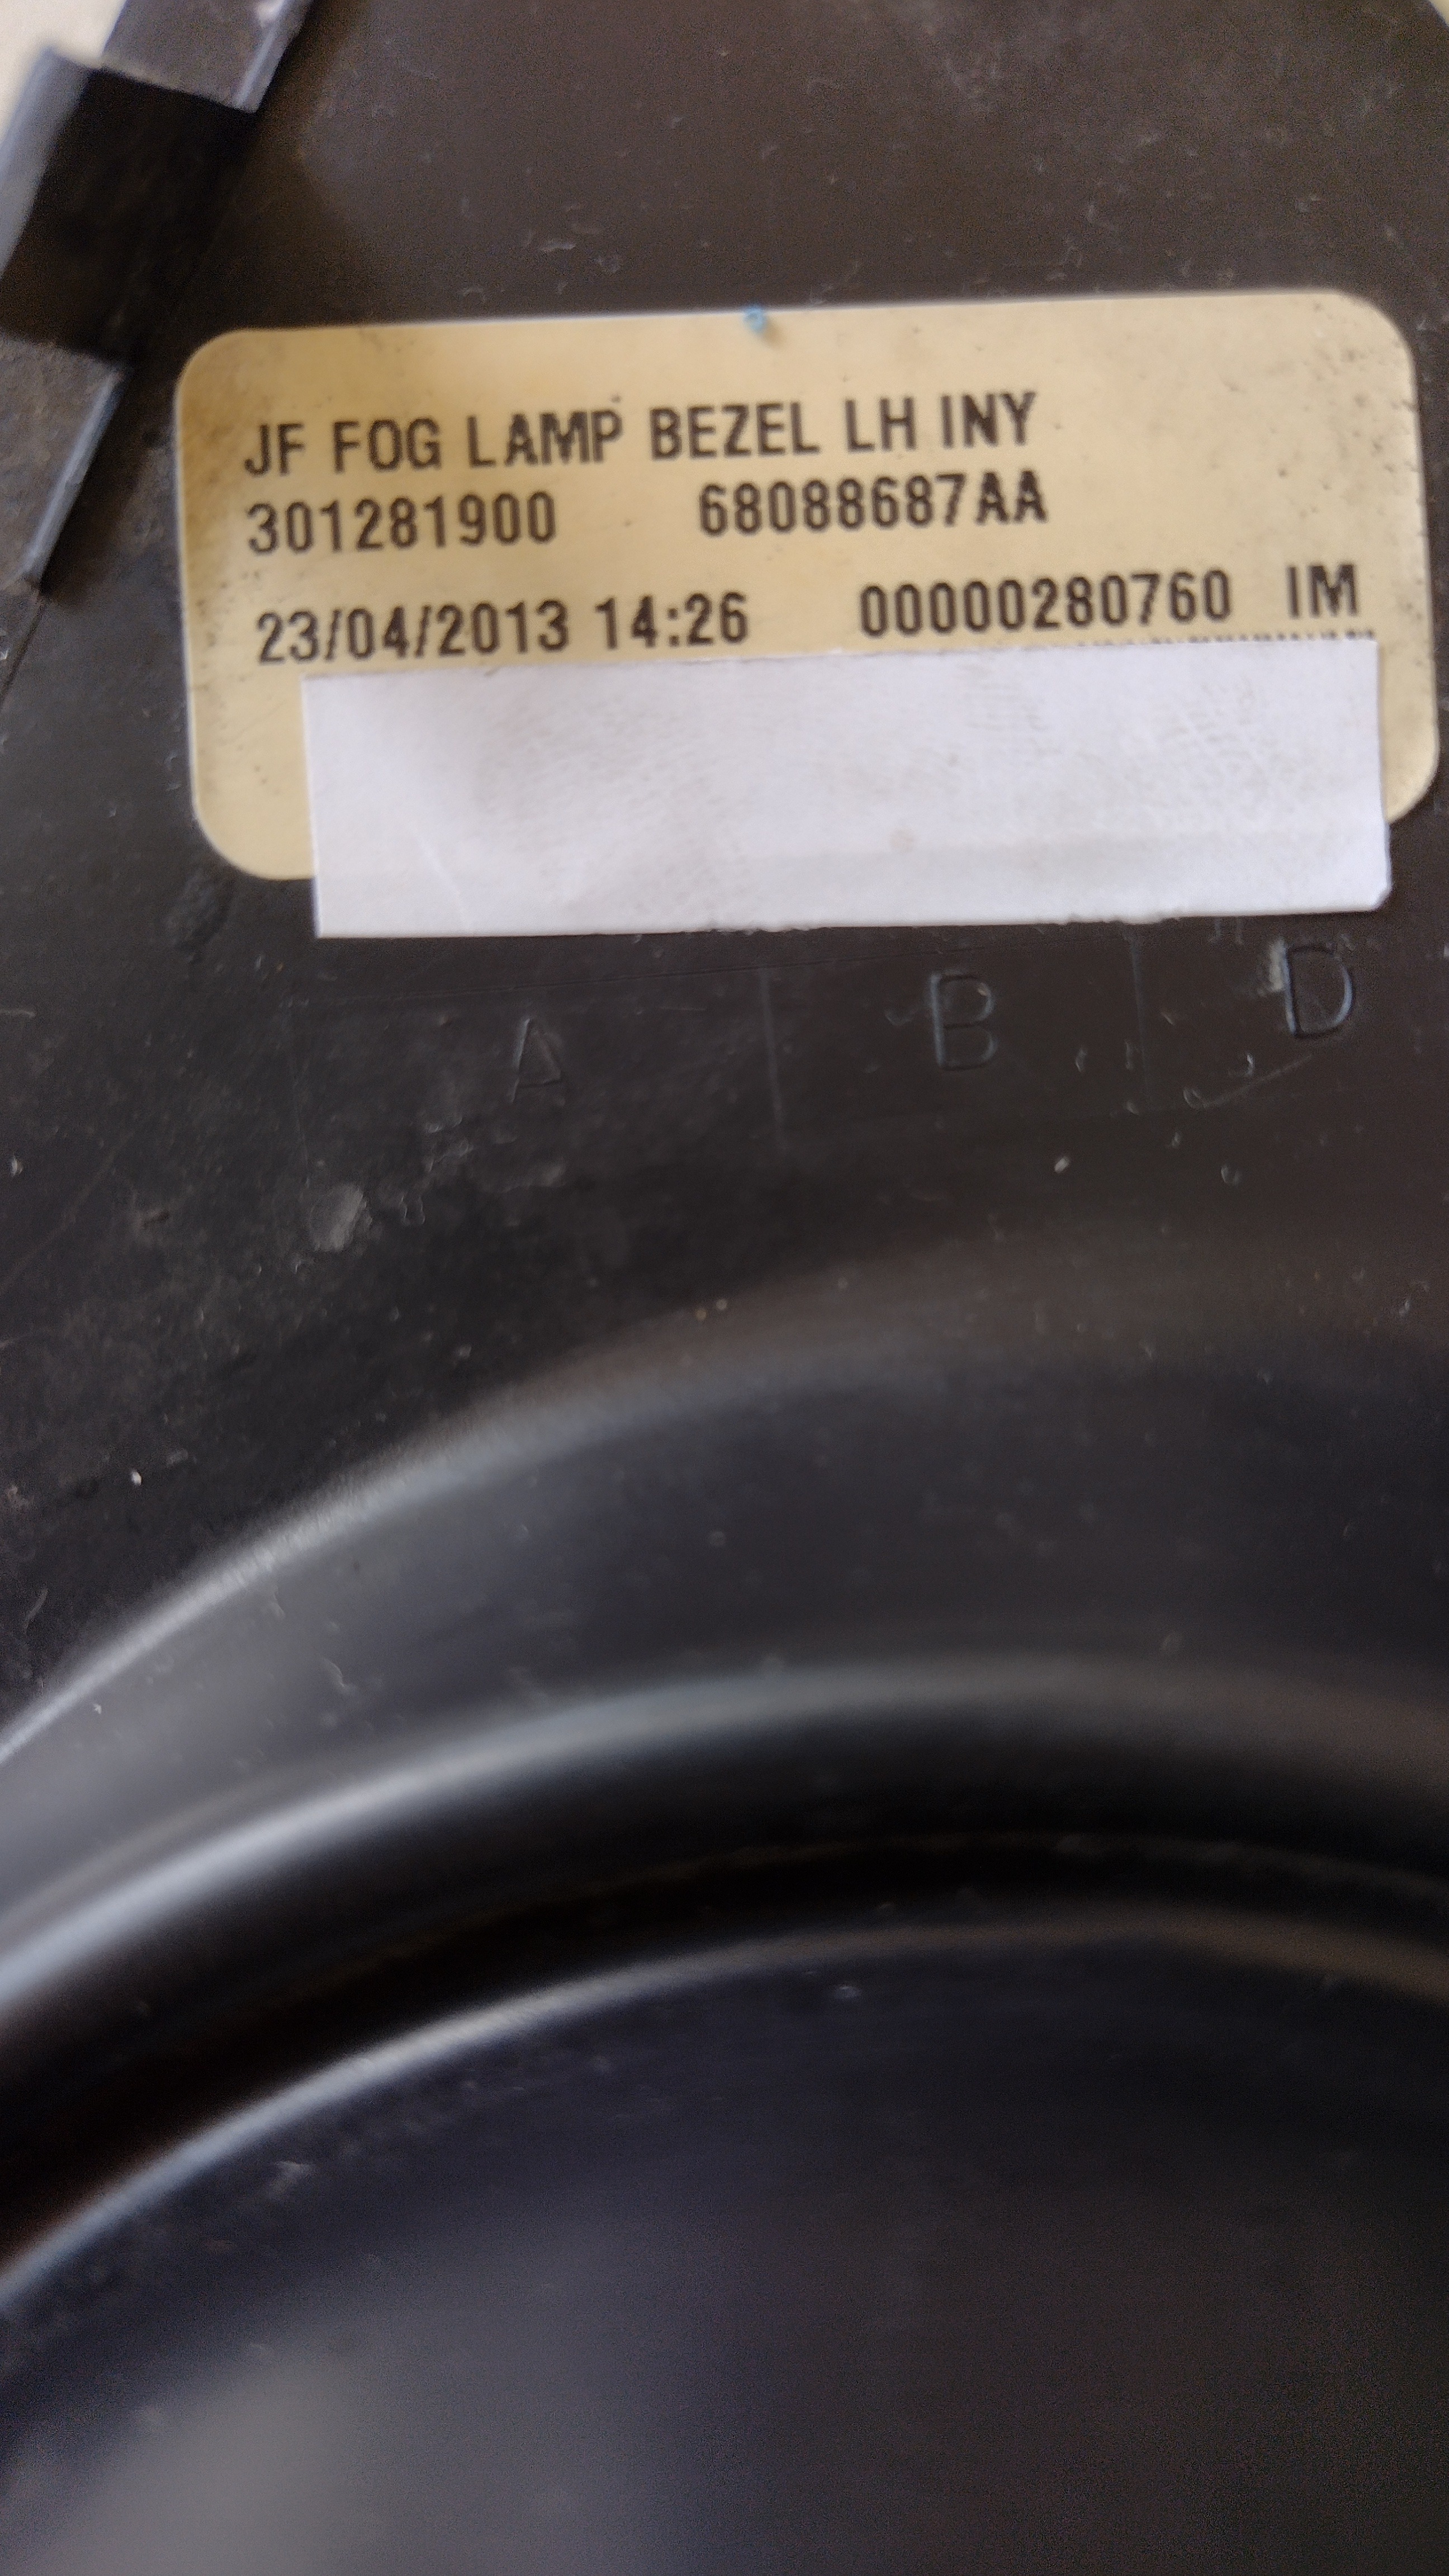 JF FOG LAMP BEZEL LH INY
301281900 68088687AA
23/04/2013 14:26 00000280760 IM
A B D